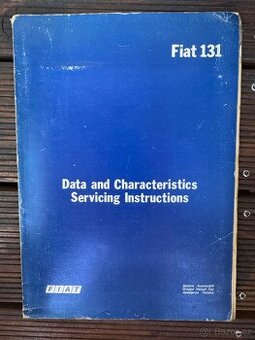 Fiat 131
Data and Characteristics
Servicing Instructions
FIAT